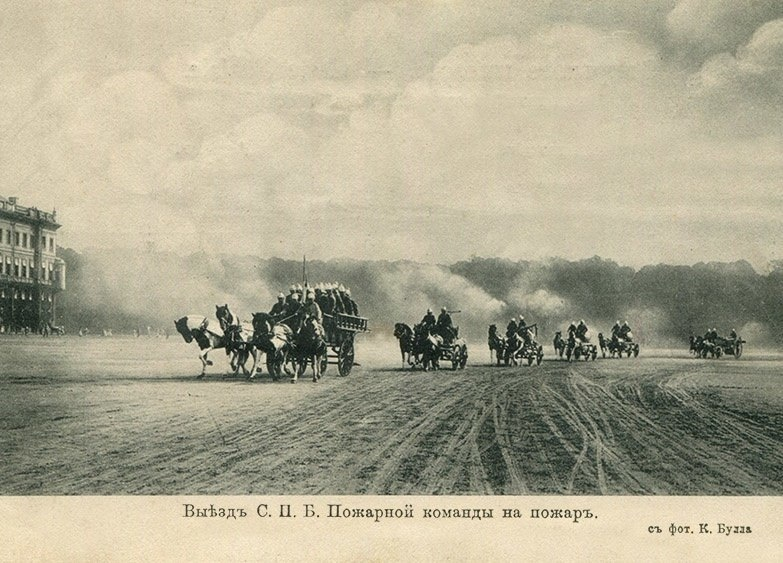 Выѣздъ С. П. Б. Пожарной команды на пожаръ.
съ фот. К. Булла